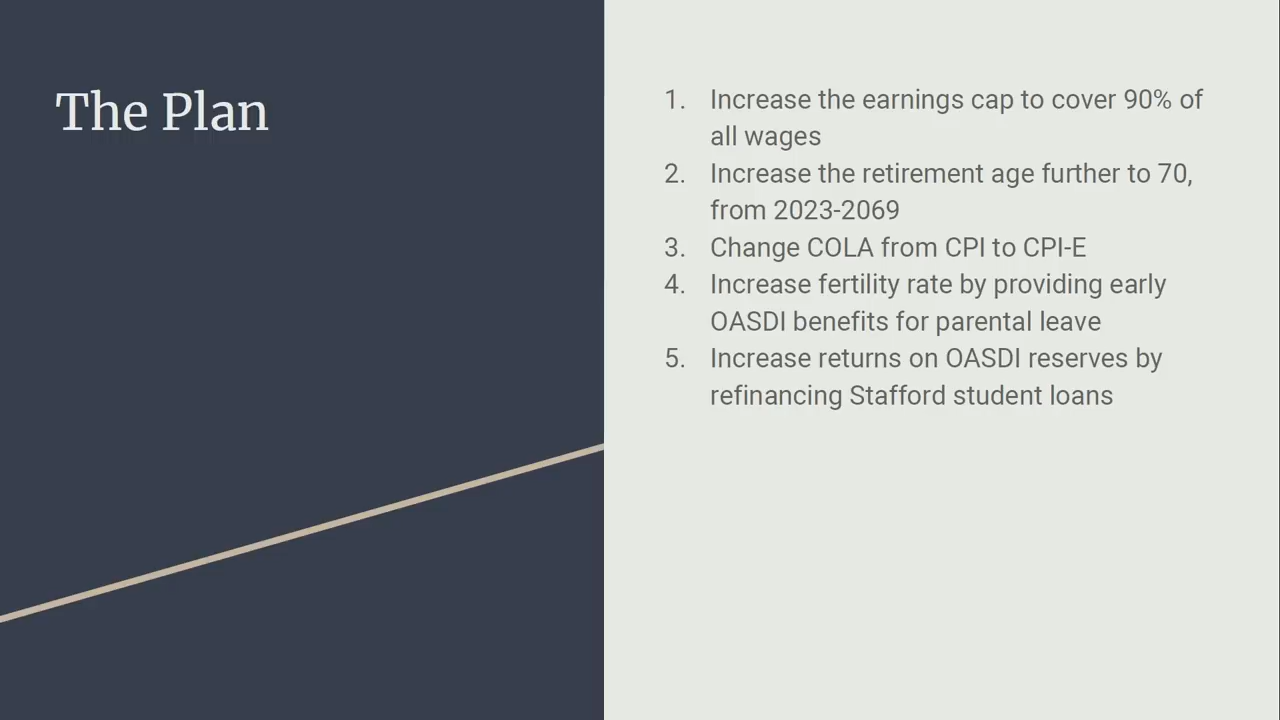 The Plan
1. Increase the earnings cap to cover 90% of
all wages
2. Increase the retirement age further to 70,
from 2023-2069
3. Change COLA from CPI to CPI-E
4. Increase fertility rate by providing early
OASDI benefits for parental leave
5. Increase returns on OASDI reserves by
refinancing Stafford student loans